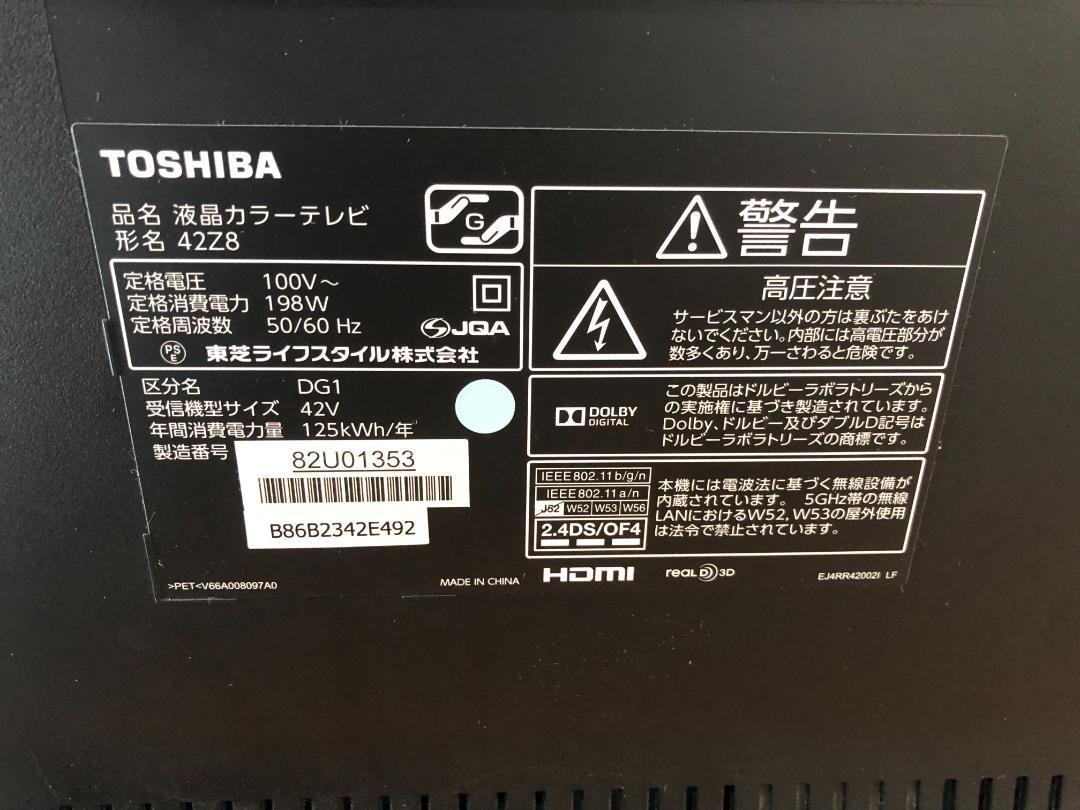 TOSHIBA
品名 液晶カラーテレビ
形名 42Z8
G
定格電圧 100V～
定格消費電力 198W
定格周波数 50/60 Hz
JQA
PS
E
東芝ライフスタイル株式会社
区分名 DG1
受信機型サイズ 42V
年間消費電力量 125kWh/年
製造番号
82U01353
B86B2342E492
>PET<V66A008097A0
MADE IN CHINA
警告
高圧注意
サービスマン以外の方は裏ぶたをあけ
ないでください。内部には高電圧部分が
数多くあり、万一さわると危険です。
DOLBY
DIGITAL
この製品はドルビーラボラトリーズから
の実施権に基づき製造されています。
Dolby、ドルビー及びダブルD記号は
ドルビーラボラトリーズの商標です。
IEEE802.11b/g/n
IEEE802.11a/n
J52 W52 W53 W56
2.4DS/OF4
本機には電波法に基づく無線設備が
内蔵されています。 5GHz帯の無線
LANにおけるW52, W53の屋外使用
は法令で禁止されています。
HDMI
REAL D 3D
EJ4RR42002I LF